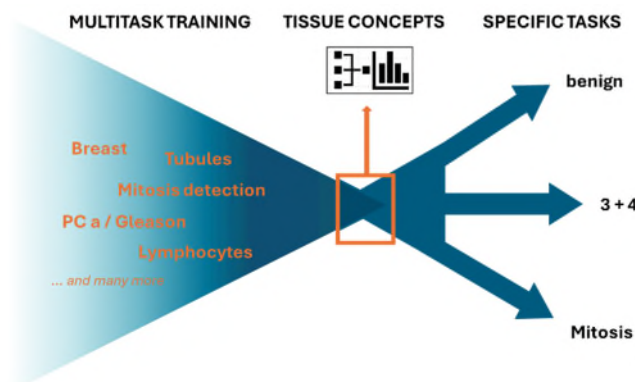 MULTITASK TRAINING
TISSUE CONCEPTS
SPECIFIC TASKS
benign
Breast
Tubules
Mitosis detection
3 + 4
PC a / Gleason
Lymphocytes
... and many more
Mitosis